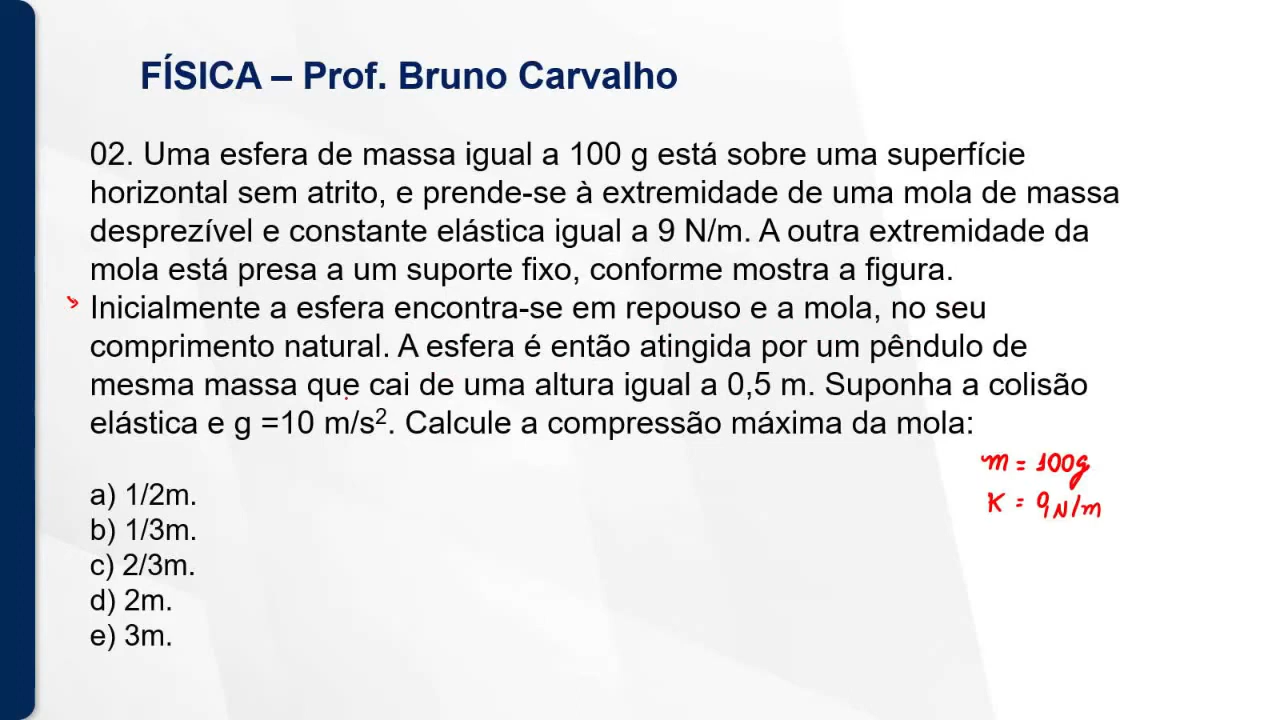 FÍSICA – Prof. Bruno Carvalho
02. Uma esfera de massa igual a 100 g está sobre uma superfície
horizontal sem atrito, e prende-se à extremidade de uma mola de massa
desprezível e constante elástica igual a 9 N/m. A outra extremidade da
mola está presa a um suporte fixo, conforme mostra a figura.
Inicialmente a esfera encontra-se em repouso e a mola, no seu
comprimento natural. A esfera é então atingida por um pêndulo de
mesma massa que cai de uma altura igual a 0,5 m. Suponha a colisão
elástica e g =10 m/s². Calcule a compressão máxima da mola:
m = 100g
K = 9N/m
a) 1/2m.
b) 1/3m.
c) 2/3m.
d) 2m.
e) 3m.